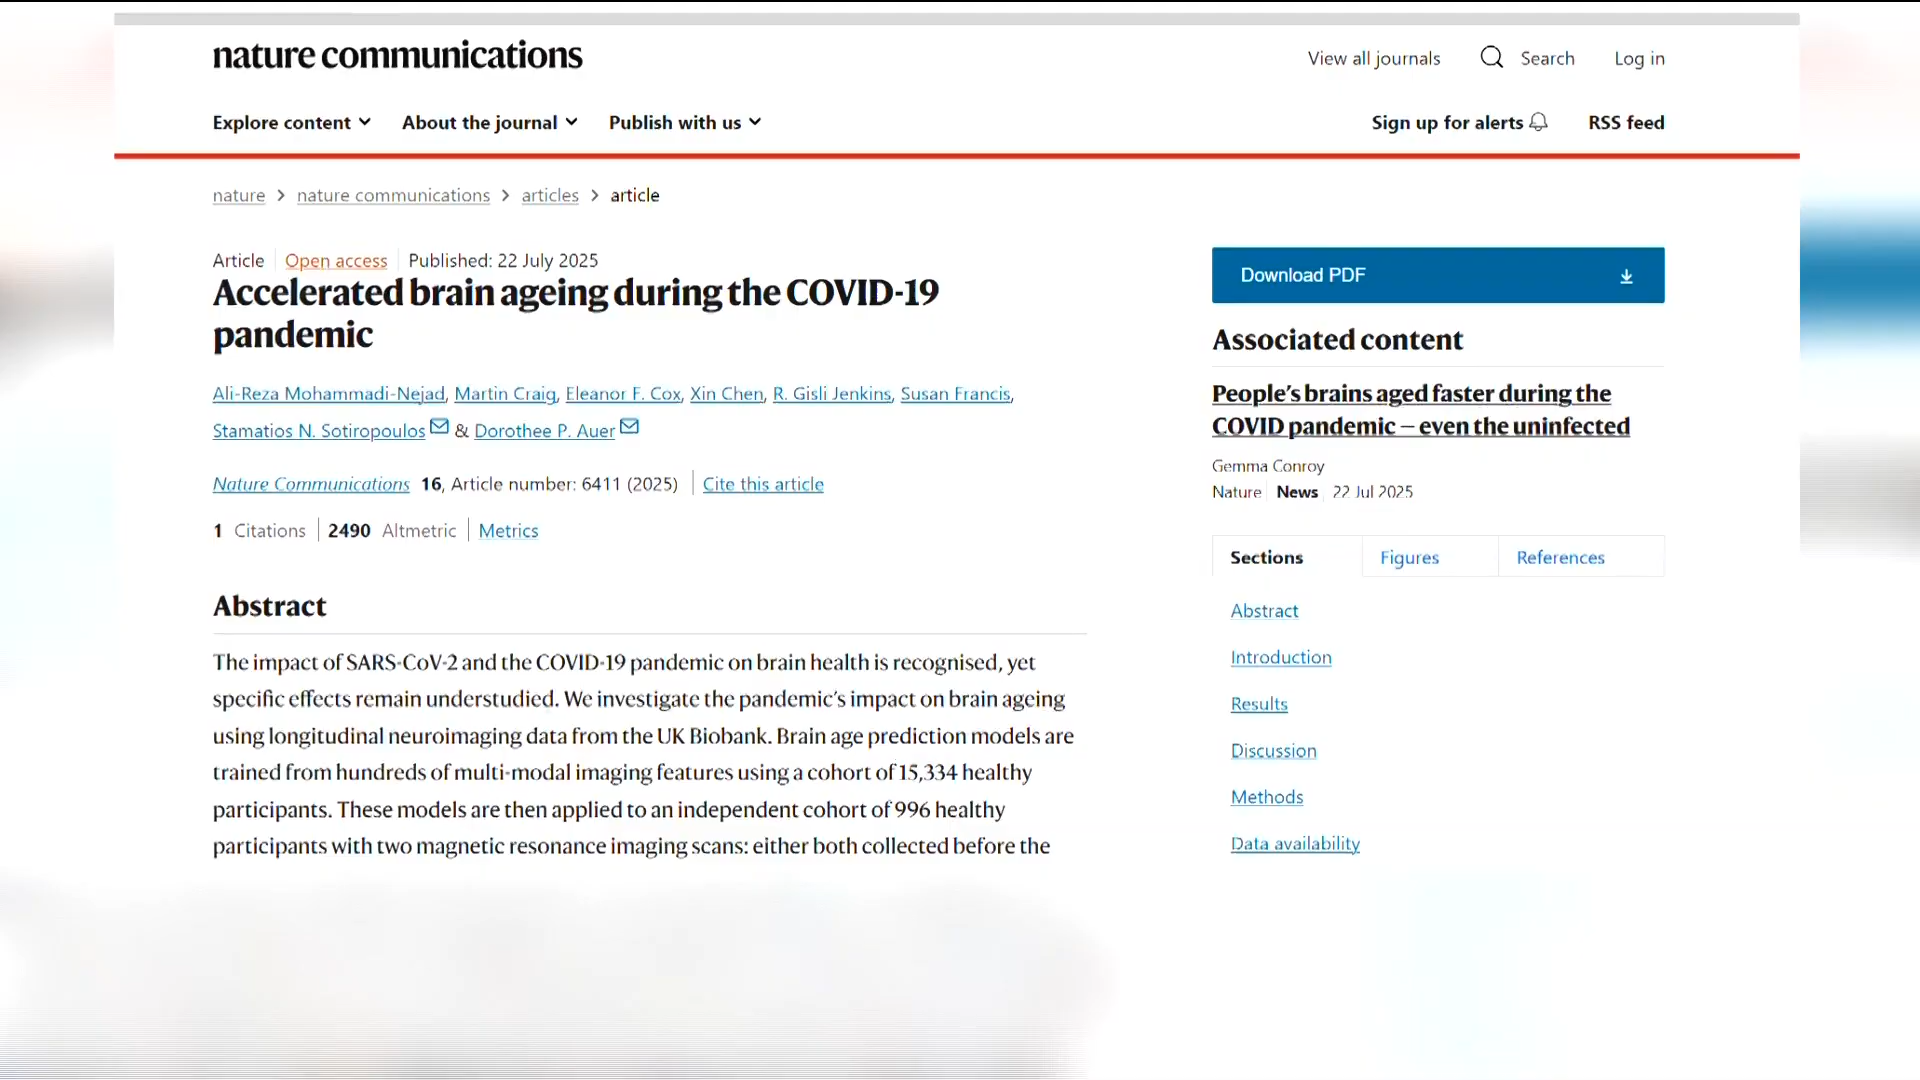 nature communications
View all journals Search Log in
Explore content About the journal Publish with us
Sign up for alerts RSS feed
nature > nature communications > articles > article
Article Open access Published: 22 July 2025
Accelerated brain ageing during the COVID-19
pandemic
Ali-Reza Mohammadi-Nejad, Martin Craig, Eleanor F. Cox, Xin Chen, R. Gisli Jenkins, Susan Francis,
Stamatios N. Sotiropoulos & Dorothee P. Auer
Nature Communications 16, Article number: 6411 (2025) Cite this article
1 Citations 2490 Altmetric Metrics
Abstract
The impact of SARS-CoV-2 and the COVID-19 pandemic on brain health is recognised, yet
specific effects remain understudied. We investigate the pandemic's impact on brain ageing
using longitudinal neuroimaging data from the UK Biobank. Brain age prediction models are
trained from hundreds of multi-modal imaging features using a cohort of 15,334 healthy
participants. These models are then applied to an independent cohort of 996 healthy
participants with two magnetic resonance imaging scans: either both collected before the
Download PDF
Associated content
People's brains aged faster during the
COVID pandemic — even the uninfected
Gemma Conroy
Nature News 22 Jul 2025
Sections Figures References
Abstract
Introduction
Results
Discussion
Methods
Data availability